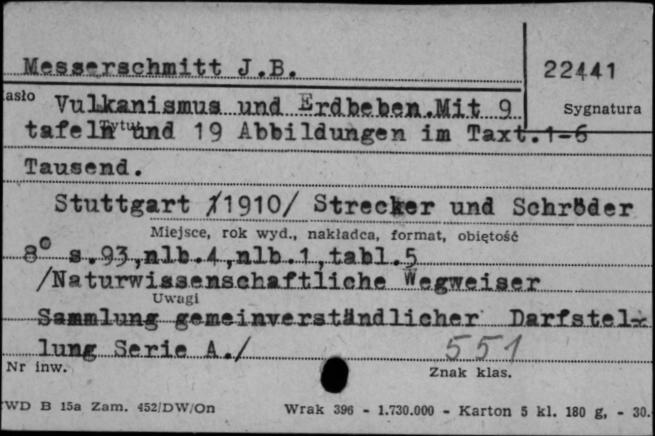 Messerschmitt J.B.
22441
asło
Vulkanismus und Erdbeben.Mit 9
Sygnatura
Tytuł
tafeln und 19 Abbildungen im Taxt.1-6
Tausend.
Stuttgart /1910/ Strecker und Schröder
Miejsce, rok wyd., nakładca, format, objętość
8° s.93,nlb.4,nlb.1,tabl.5
/Naturwissenschaftliche Wegweiser
Uwagi
Sammlung gemeinverständlicher Darfstel-
lung Serie A./
551
Nr inw.
Znak klas.
WD B 15a Zam. 452/DW/On
Wrak 396 - 1.730.000 - Karton 5 kl. 180 g, - 30.